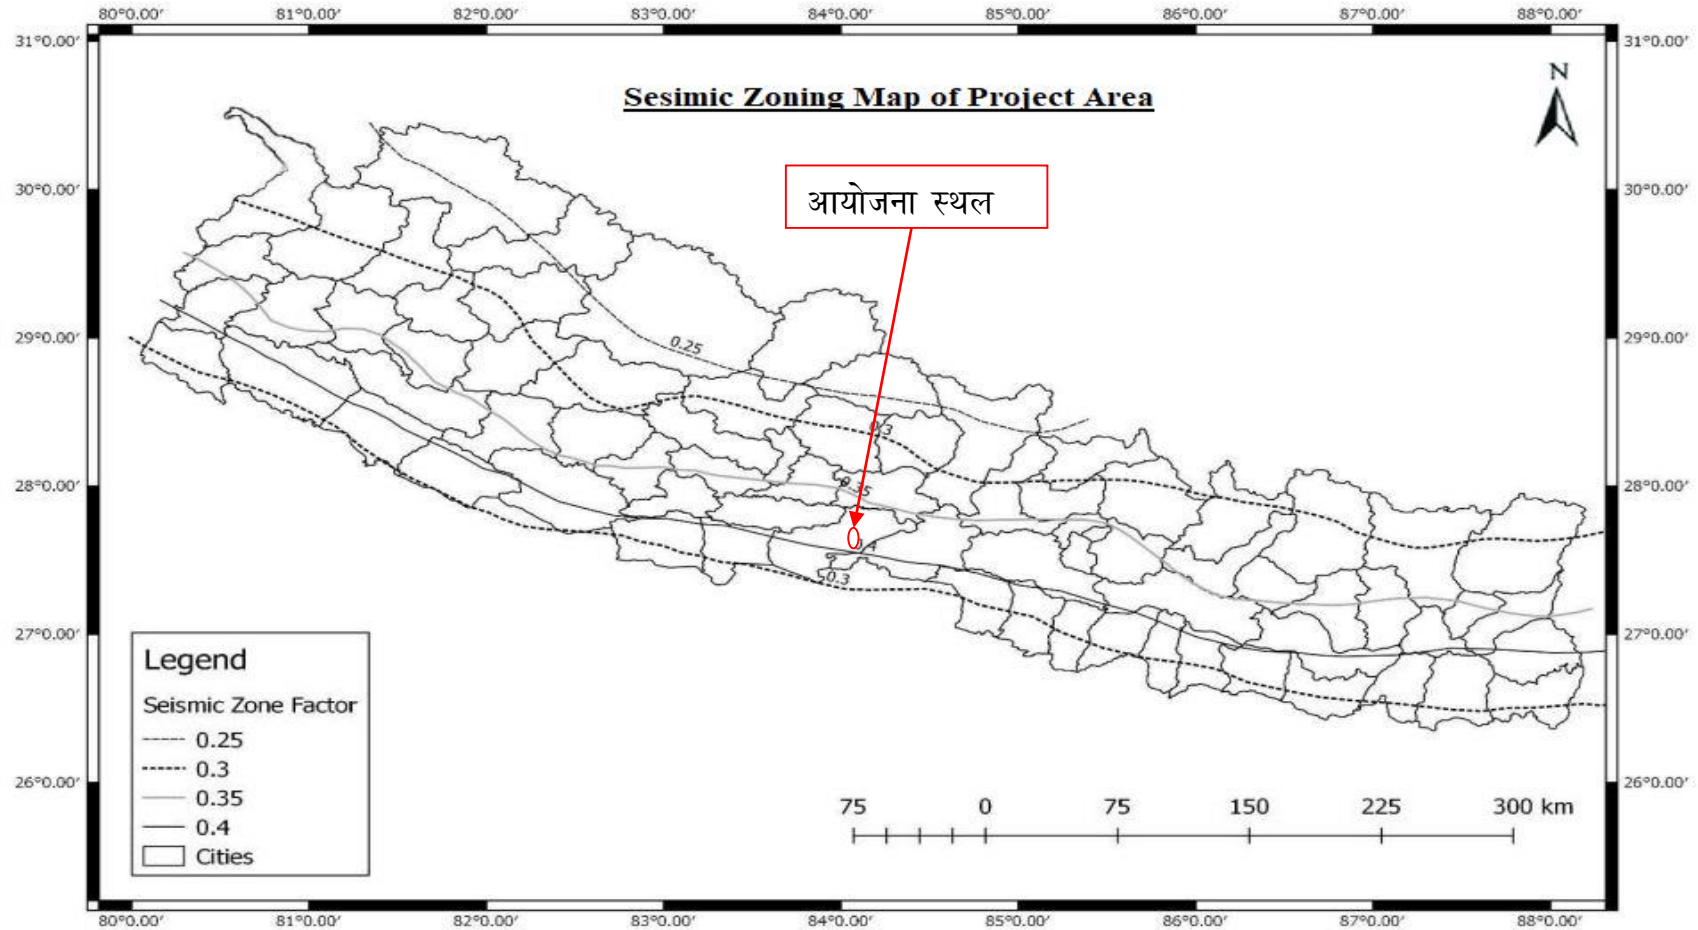 80°0.00′ 81°0.00′ 82°0.00′ 83°0.00′ 84°0.00′ 85°0.00′ 86°0.00′ 87°0.00′ 88°0.00′
31°0.00′ 31°0.00′
Sesimic Zoning Map of Project Area
N
30°0.00′ 30°0.00′
आयोजना स्थल
29°0.00′ 29°0.00′
0.25
0.3
28°0.00′ 28°0.00′
0.35
0.4
0.3
27°0.00′ 27°0.00′
Legend
Seismic Zone Factor
0.25
0.3
0.35
0.4
Cities
26°0.00′ 26°0.00′
75 0 75 150 225 300 km
80°0.00′ 81°0.00′ 82°0.00′ 83°0.00′ 84°0.00′ 85°0.00′ 86°0.00′ 87°0.00′ 88°0.00′